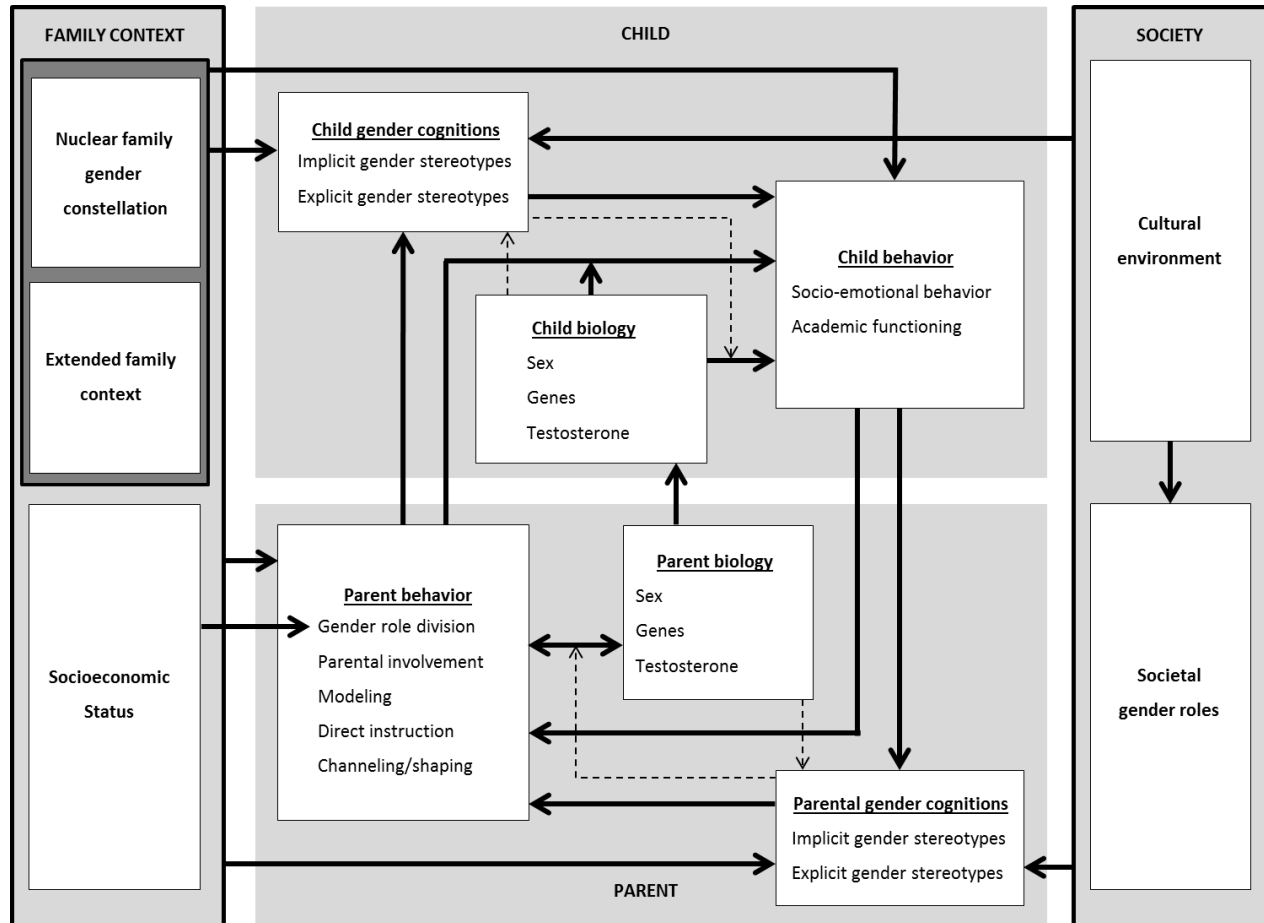 FAMILY CONTEXT
Nuclear family
gender
constellation
Extended family
context
Socioeconomic
Status
CHILD
Child gender cognitions
Implicit gender stereotypes
Explicit gender stereotypes
Child behavior
Socio-emotional behavior
Academic functioning
Child biology
Sex
Genes
Testosterone
Parent behavior
Gender role division
Parental involvement
Modeling
Direct instruction
Channeling/shaping
Parent biology
Sex
Genes
Testosterone
Parental gender cognitions
Implicit gender stereotypes
Explicit gender stereotypes
PARENT
SOCIETY
Cultural
environment
Societal
gender roles